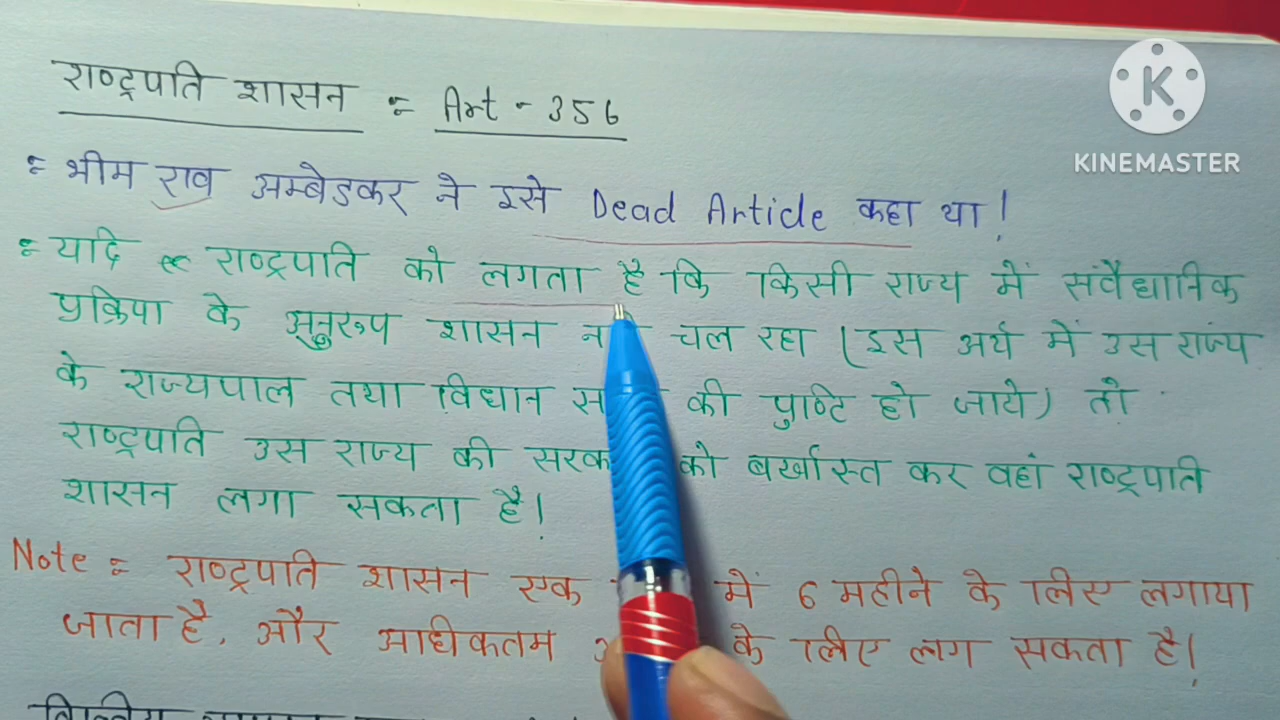 राष्ट्रपति शासन = Art - 356
KINEMASTER
= भीम राव अम्बेडकर ने इसे Dead Article कहा था!
= यदि राष्ट्रपति को लगता है कि किसी राज्य में संवैधानिक
प्रक्रिया के अनुरूप शासन चल रहा (इस अर्थ में उस राज्य
के राज्यपाल तथा विधान की पुष्टि हो जाये) तो
राष्ट्रपति उस राज्य की को बर्खास्त कर वहां राष्ट्रपति
शासन लगा सकता है।
Note = राष्ट्रपति शासन एक में 6 महीने के लिए लगाया
जाता है, और अधिकतम के लिए लग सकता है।